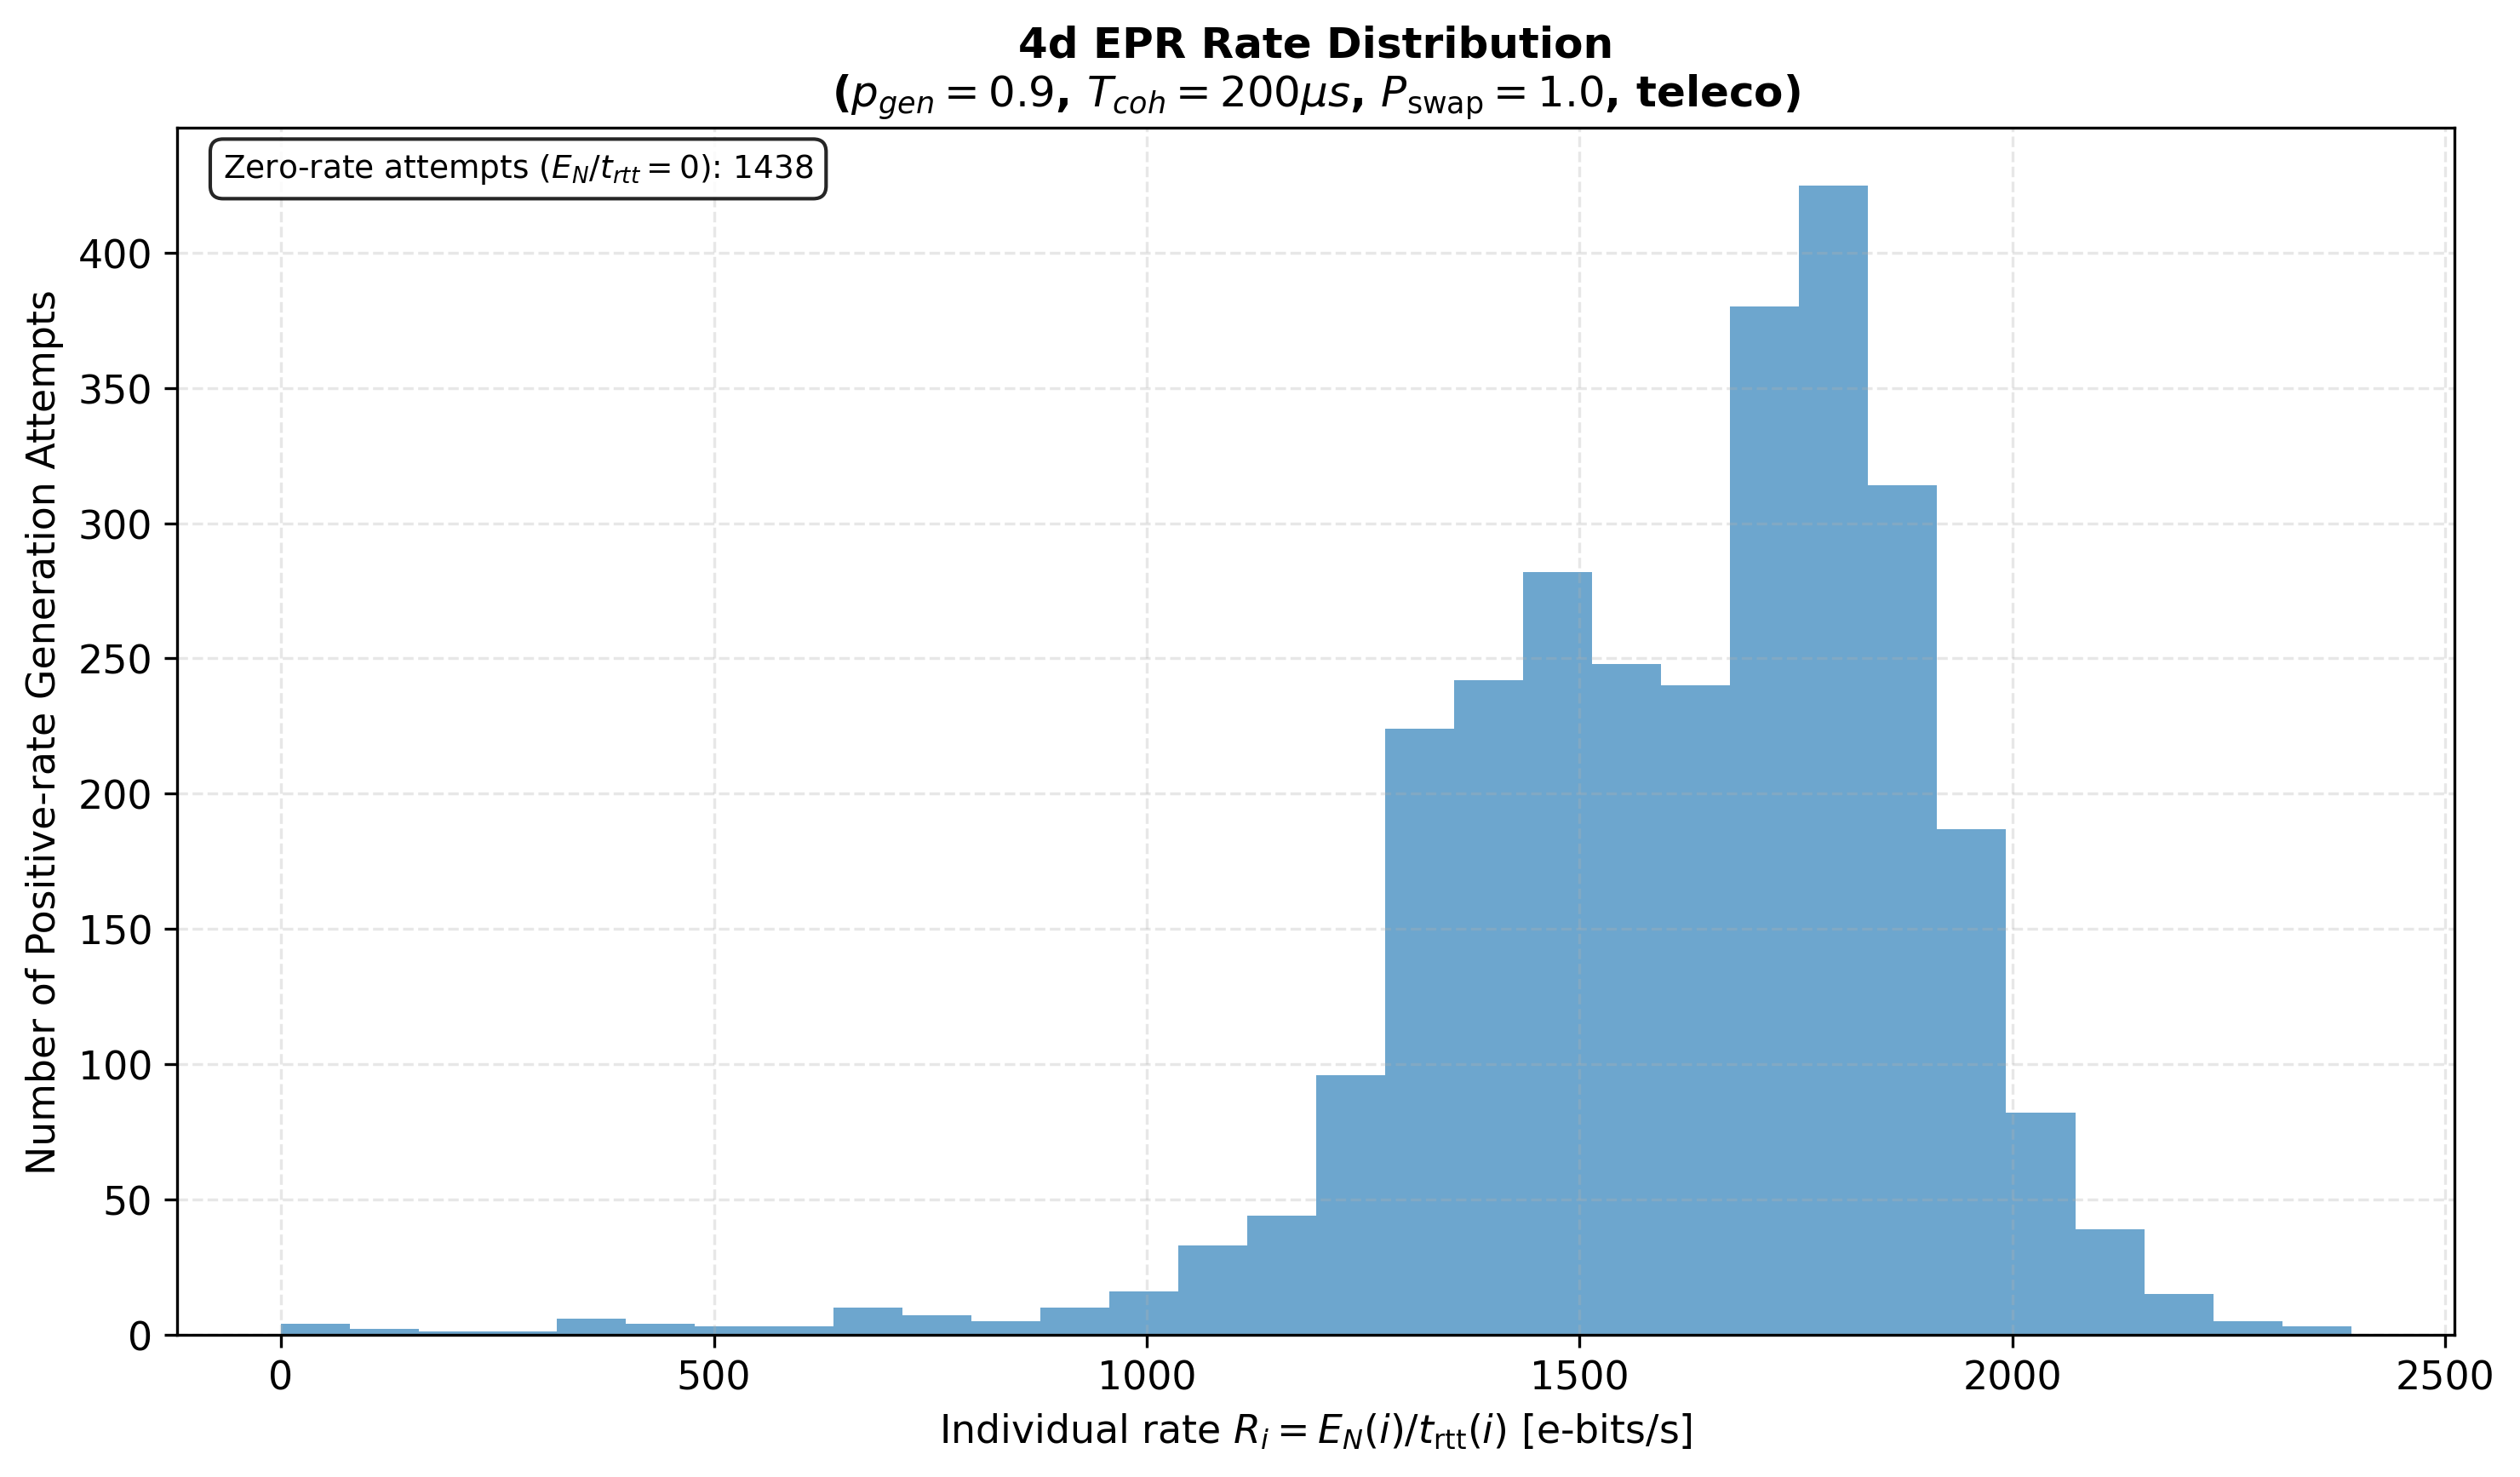 4d EPR Rate Distribution
(p_gen = 0.9, T_coh = 200μs, P_swap = 1.0, teleco)
Zero-rate attempts (E_N/t_rtt = 0): 1438
Number of Positive-rate Generation Attempts
400
350
300
250
200
150
100
50
0
0 500 1000 1500 2000 2500
Individual rate R_i = E_N(i)/t_rtt(i) [e-bits/s]